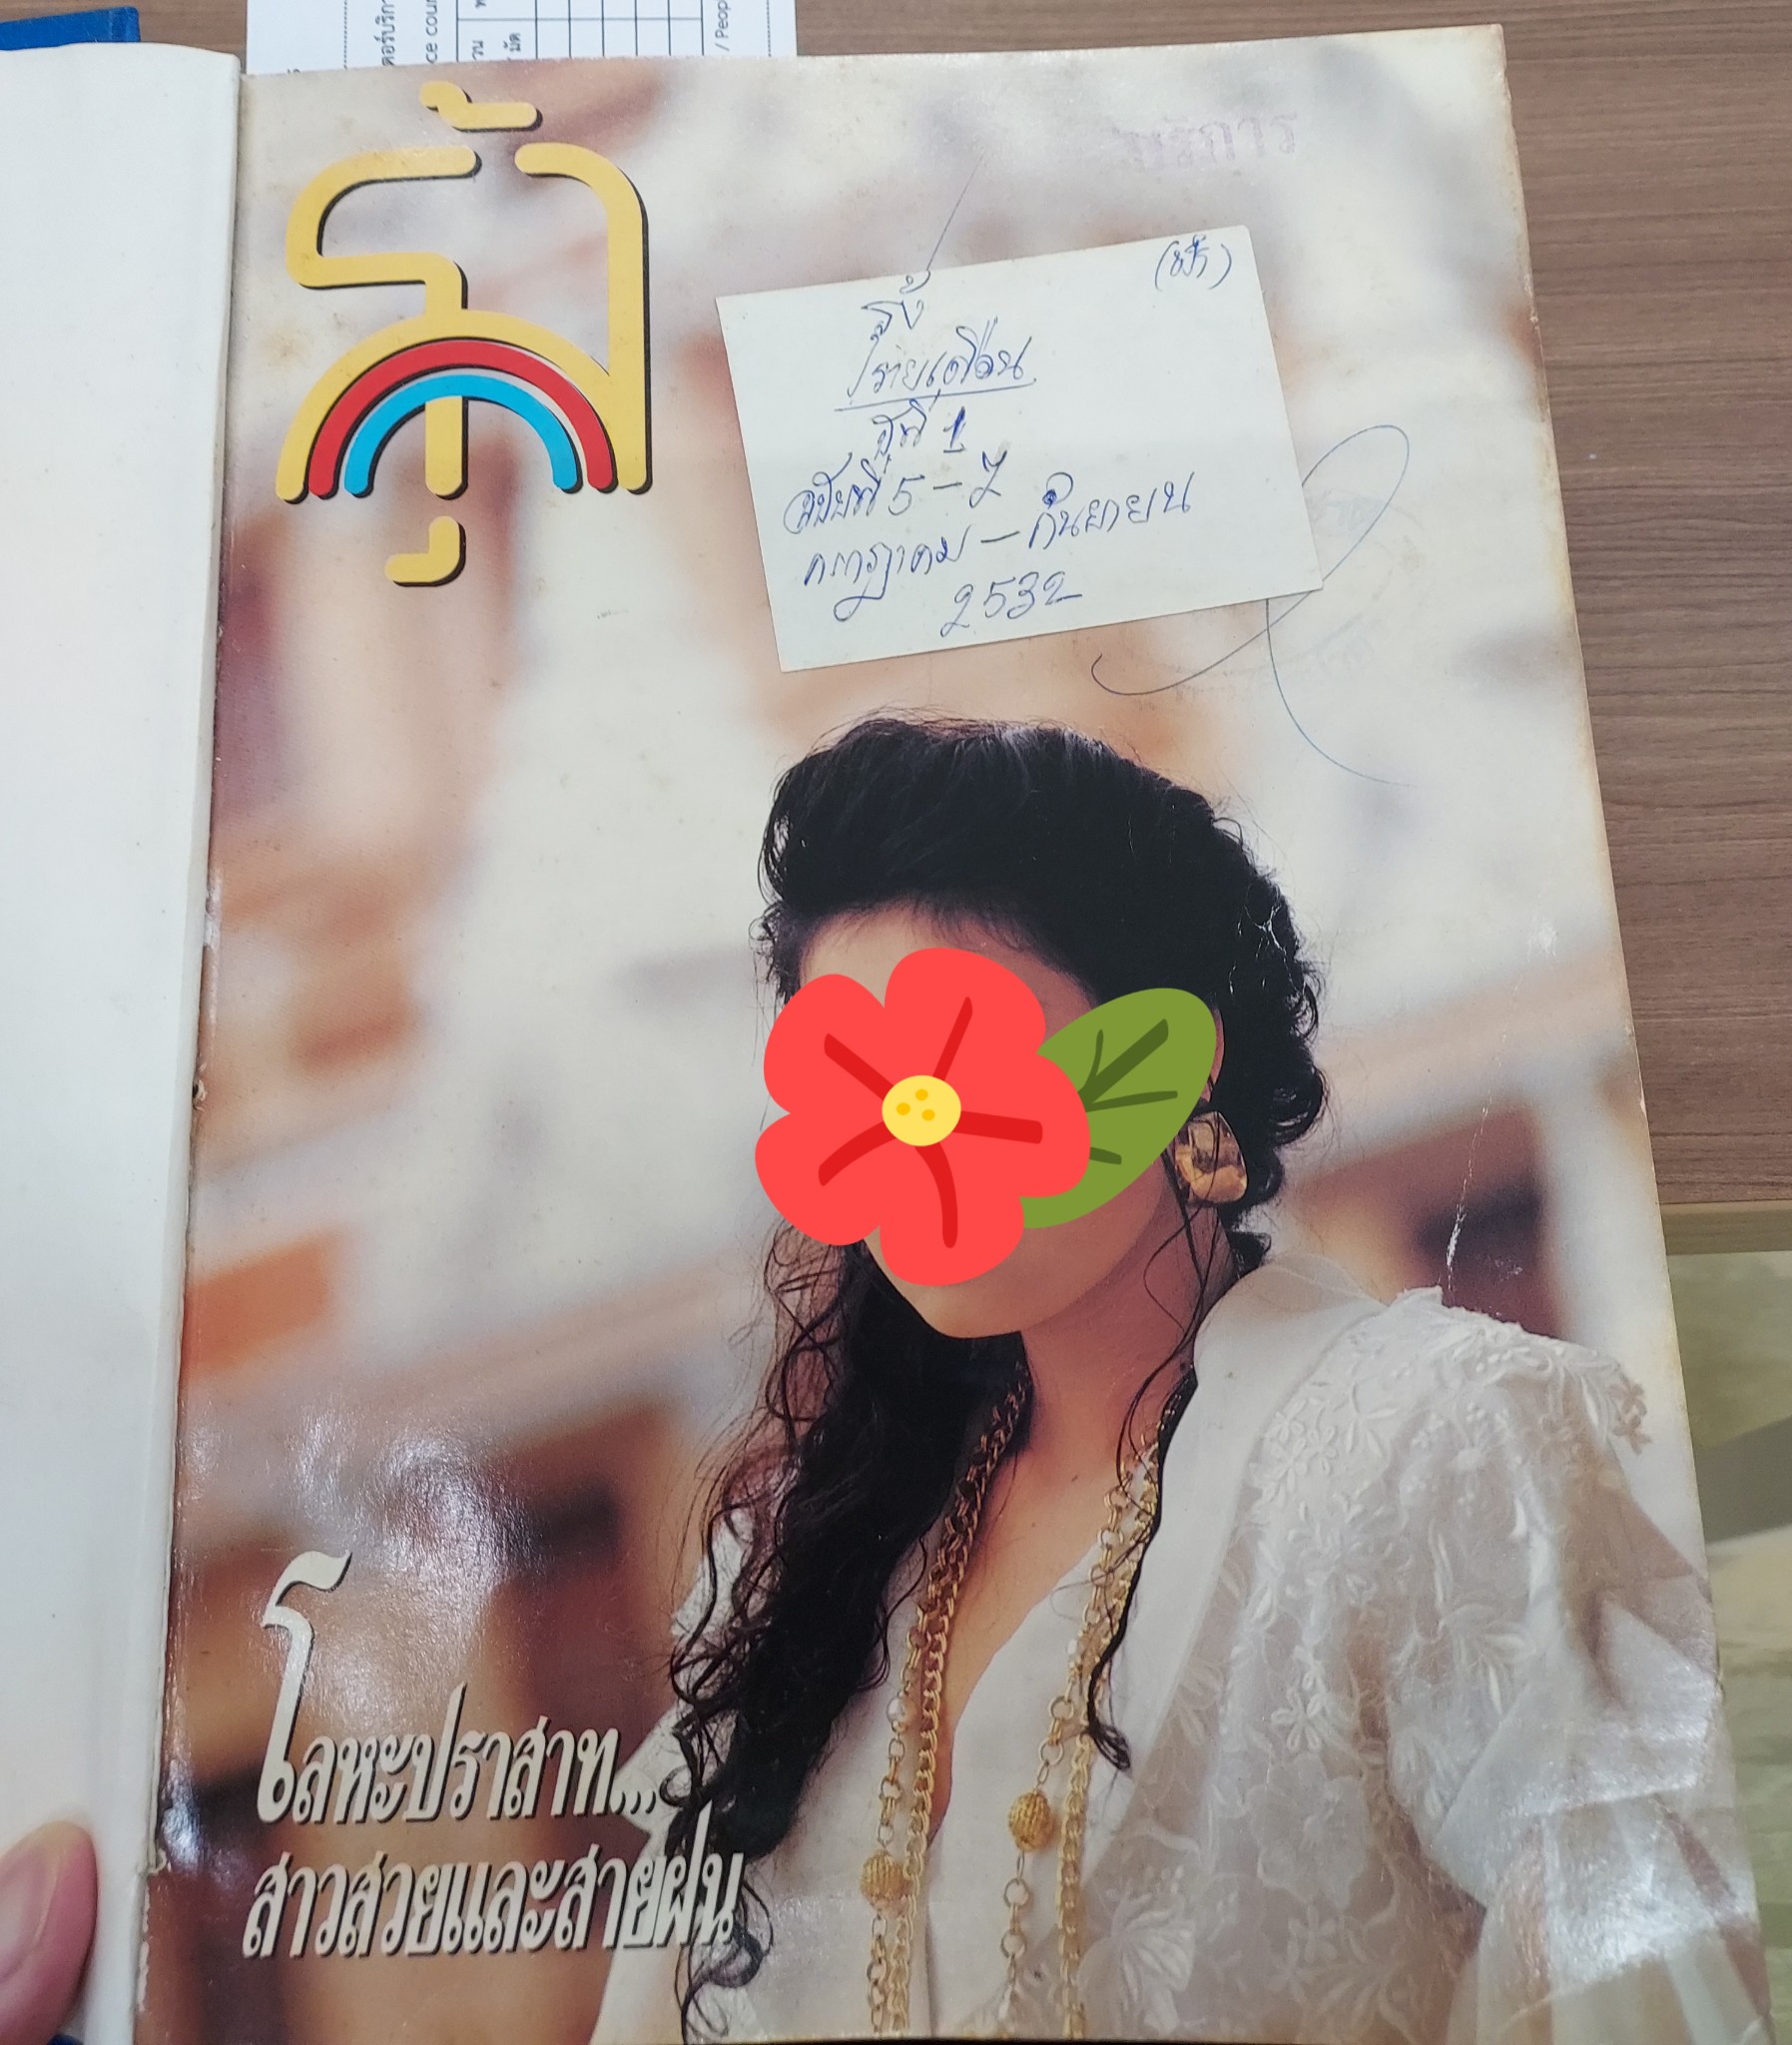 รุ้ง
รุ้ง
รายเดือน
ปีที่ 1
ฉบับที่ 5 - 7
กรกฎาคม - กันยายน
2532
โลหะปราสาท...
สาวสวยและสายฝน